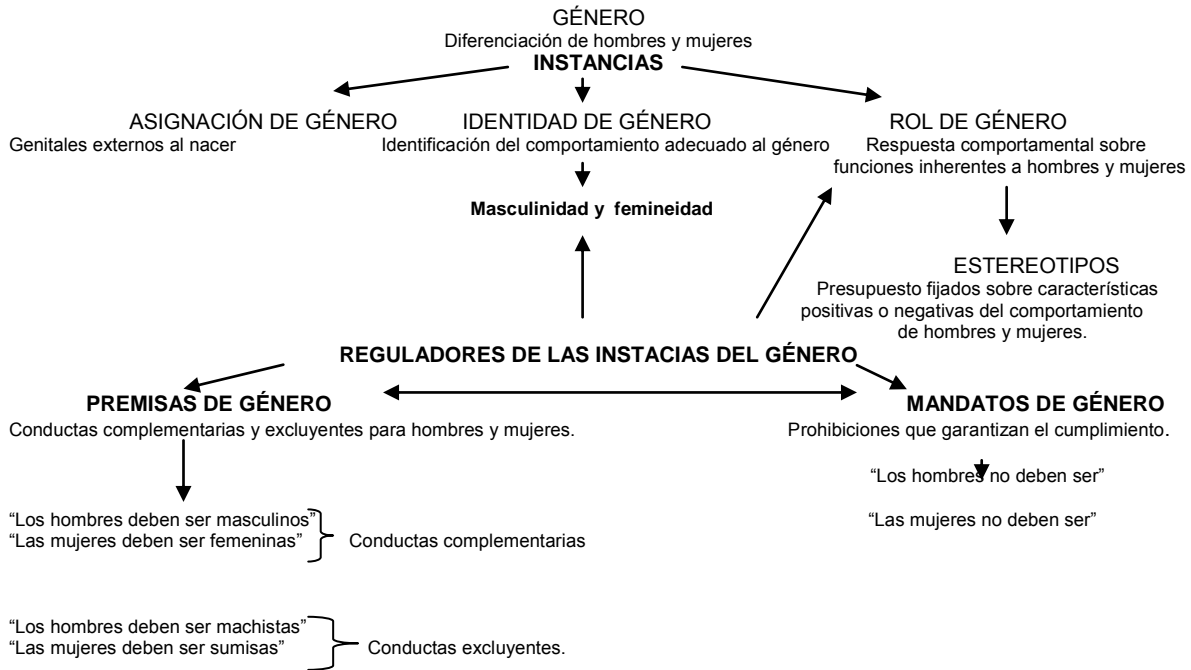 GÉNERO
Diferenciación de hombres y mujeres
INSTANCIAS
ASIGNACIÓN DE GÉNERO
Genitales externos al nacer
IDENTIDAD DE GÉNERO
Identificación del comportamiento adecuado al género
Masculinidad y femineidad
ROL DE GÉNERO
Respuesta comportamental sobre
funciones inherentes a hombres y mujeres
ESTEREOTIPOS
Presupuesto fijados sobre características
positivas o negativas del comportamiento
de hombres y mujeres.
REGULADORES DE LAS INSTACIAS DEL GÉNERO
PREMISAS DE GÉNERO
Conductas complementarias y excluyentes para hombres y mujeres.
“Los hombres deben ser masculinos”
“Las mujeres deben ser femeninas”
Conductas complementarias
“Los hombres deben ser machistas”
“Las mujeres deben ser sumisas”
Conductas excluyentes.
MANDATOS DE GÉNERO
Prohibiciones que garantizan el cumplimiento.
“Los hombres no deben ser”
“Las mujeres no deben ser”